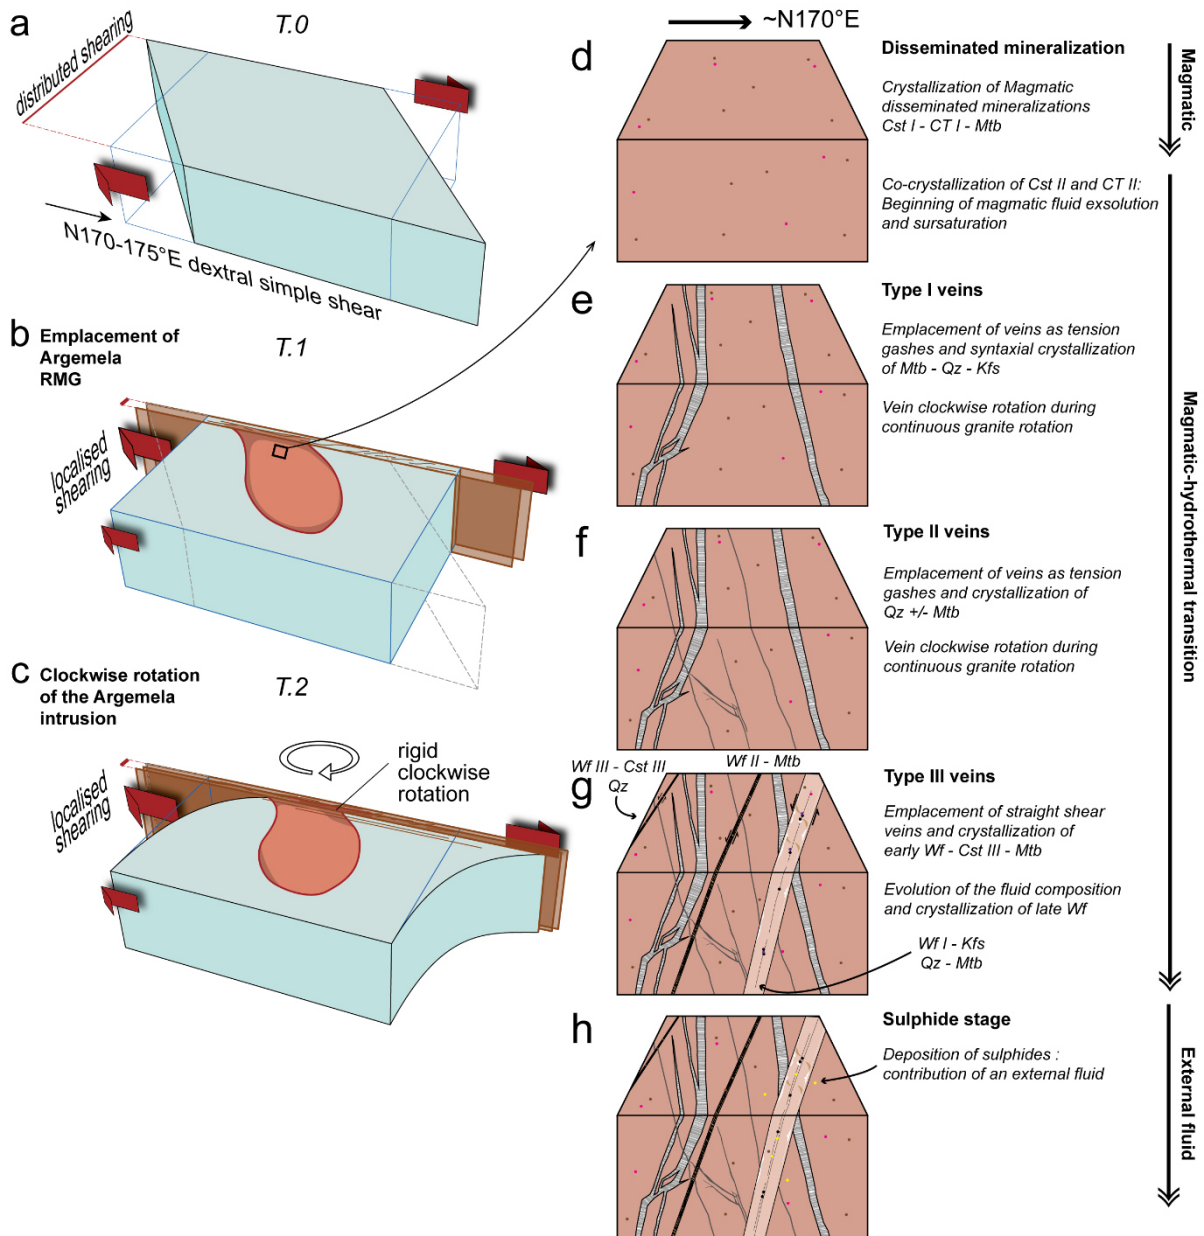 a
T.0
distributed shearing
N170-175°E dextral simple shear
b
Emplacement of
Argemela
RMG
T.1
localised
shearing
c
Clockwise rotation
of the Argemela
intrusion
T.2
rigid
clockwise
rotation
localised
shearing
~N170°E
d
Disseminated mineralization
Crystallization of Magmatic
disseminated mineralizations
Cst I - CT I - Mtb
Co-crystallization of Cst II and CT II:
Beginning of magmatic fluid exsolution
and sursaturation
e
Type I veins
Emplacement of veins as tension
gashes and syntaxial crystallization
of Mtb - Qz - Kfs
Vein clockwise rotation during
continuous granite rotation
f
Type II veins
Emplacement of veins as tension
gashes and crystallization of
Qz +/- Mtb
Vein clockwise rotation during
continuous granite rotation
g
Wf III - Cst III
Qz
Wf II - Mtb
Type III veins
Emplacement of straight shear
veins and crystallization of
early Wf - Cst III - Mtb
Evolution of the fluid composition
and crystallization of late Wf
Wf I - Kfs
Qz - Mtb
h
Sulphide stage
Deposition of sulphides :
contribution of an external fluid
Magmatic
Magmatic-hydrothermal transition
External fluid